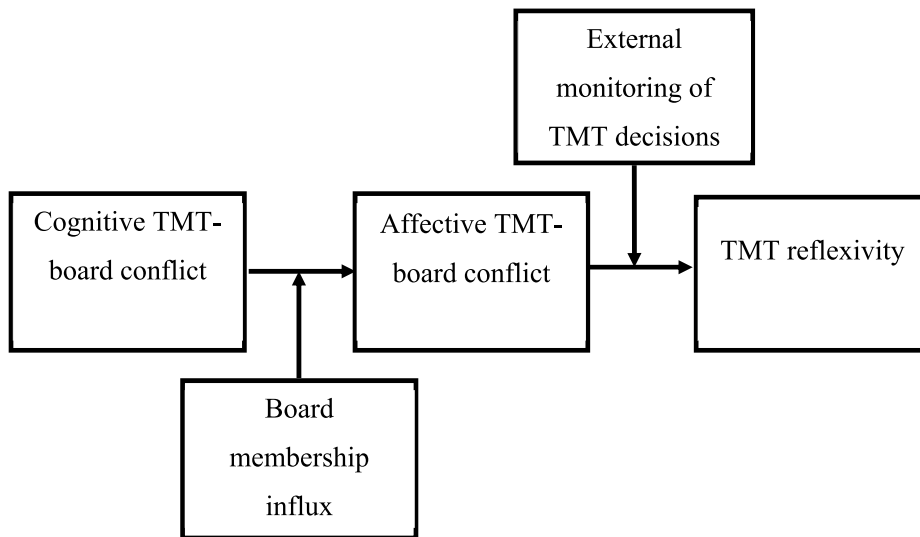 External
monitoring of
TMT decisions
Cognitive TMT-
board conflict
Affective TMT-
board conflict
TMT reflexivity
Board
membership
influx